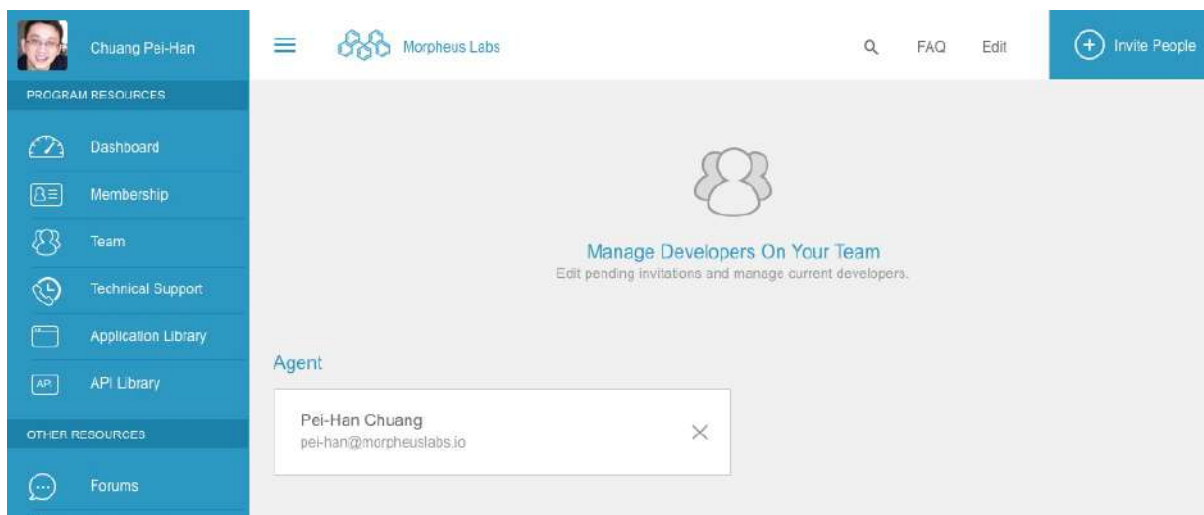 Chuang Pei-Han
Morpheus Labs
FAQ
Edit
Invite People
PROGRAM RESOURCES
Dashboard
Membership
Team
Technical Support
Application Library
API
API Library
OTHER RESOURCES
Forums
Manage Developers On Your Team
Edit pending invitations and manage current developers.
Agent
Pei-Han Chuang
pei-han@morpheuslabs.io